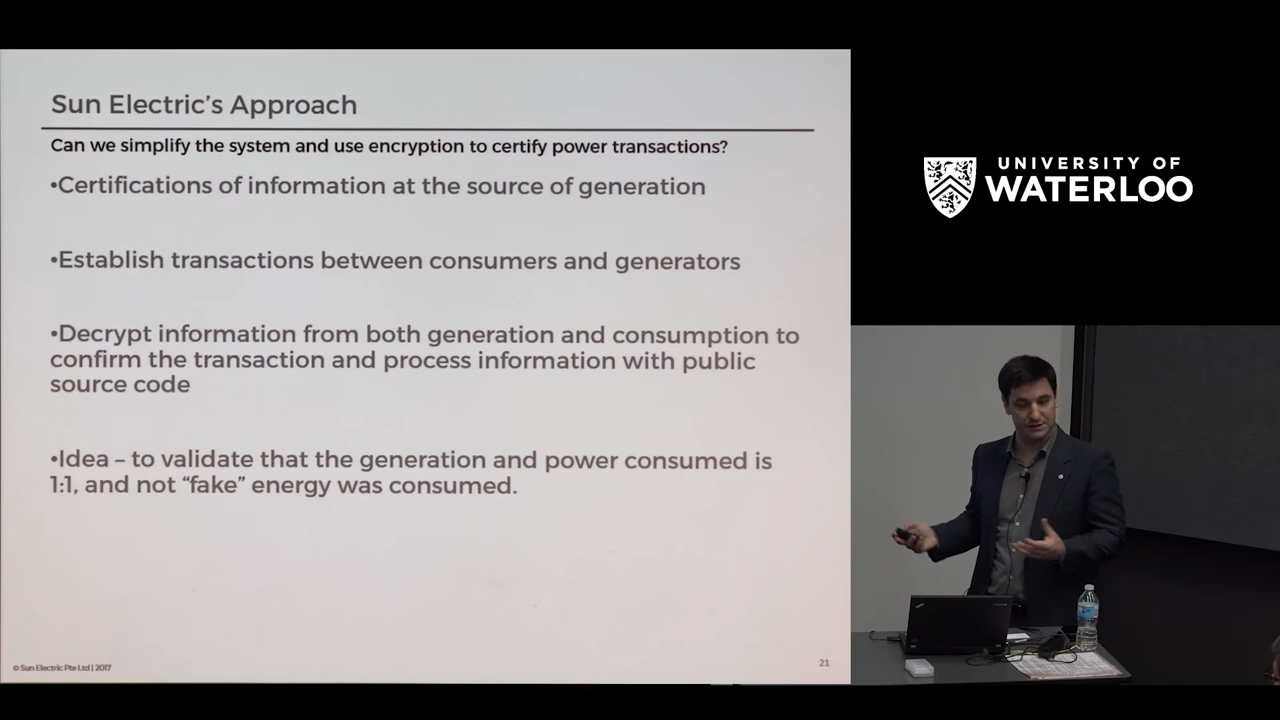 Sun Electric's Approach
Can we simplify the system and use encryption to certify power transactions?
•Certifications of information at the source of generation
•Establish transactions between consumers and generators
•Decrypt information from both generation and consumption to
confirm the transaction and process information with public
source code
•Idea – to validate that the generation and power consumed is
1:1, and not “fake” energy was consumed.
© Sun Electric Pte Ltd | 2017
21
UNIVERSITY OF
WATERLOO